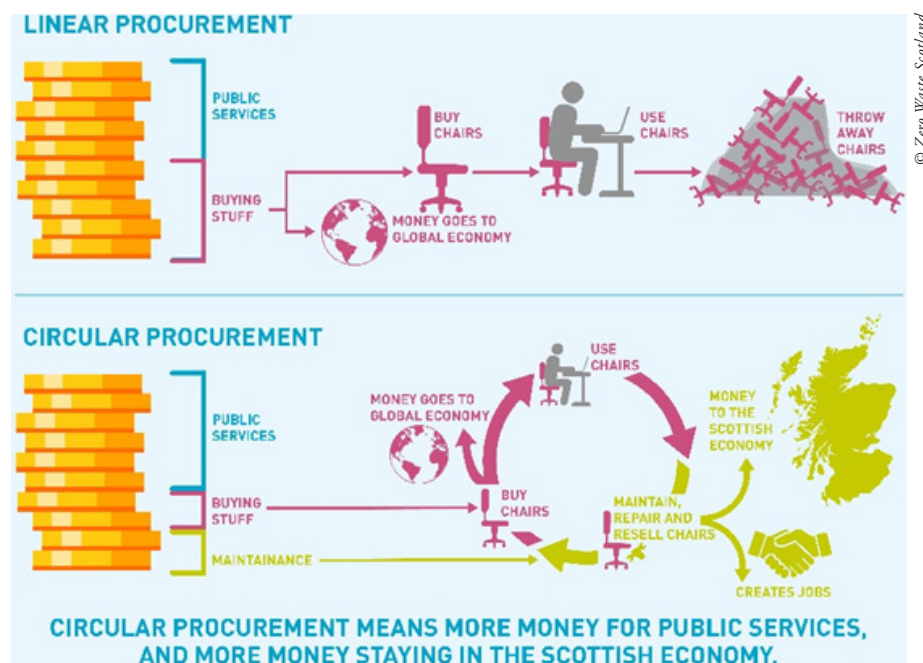 LINEAR PROCUREMENT
PUBLIC
SERVICES
BUYING
STUFF
BUY
CHAIRS
MONEY GOES TO
GLOBAL ECONOMY
USE
CHAIRS
THROW
AWAY
CHAIRS
© Zero Waste Scotland
CIRCULAR PROCUREMENT
PUBLIC
SERVICES
BUYING
STUFF
MAINTAINANCE
MONEY GOES TO
GLOBAL ECONOMY
BUY
CHAIRS
USE
CHAIRS
MAINTAIN,
REPAIR AND
RESELL CHAIRS
MONEY
TO THE
SCOTTISH
ECONOMY
CREATES JOBS
CIRCULAR PROCUREMENT MEANS MORE MONEY FOR PUBLIC SERVICES,
AND MORE MONEY STAYING IN THE SCOTTISH ECONOMY.